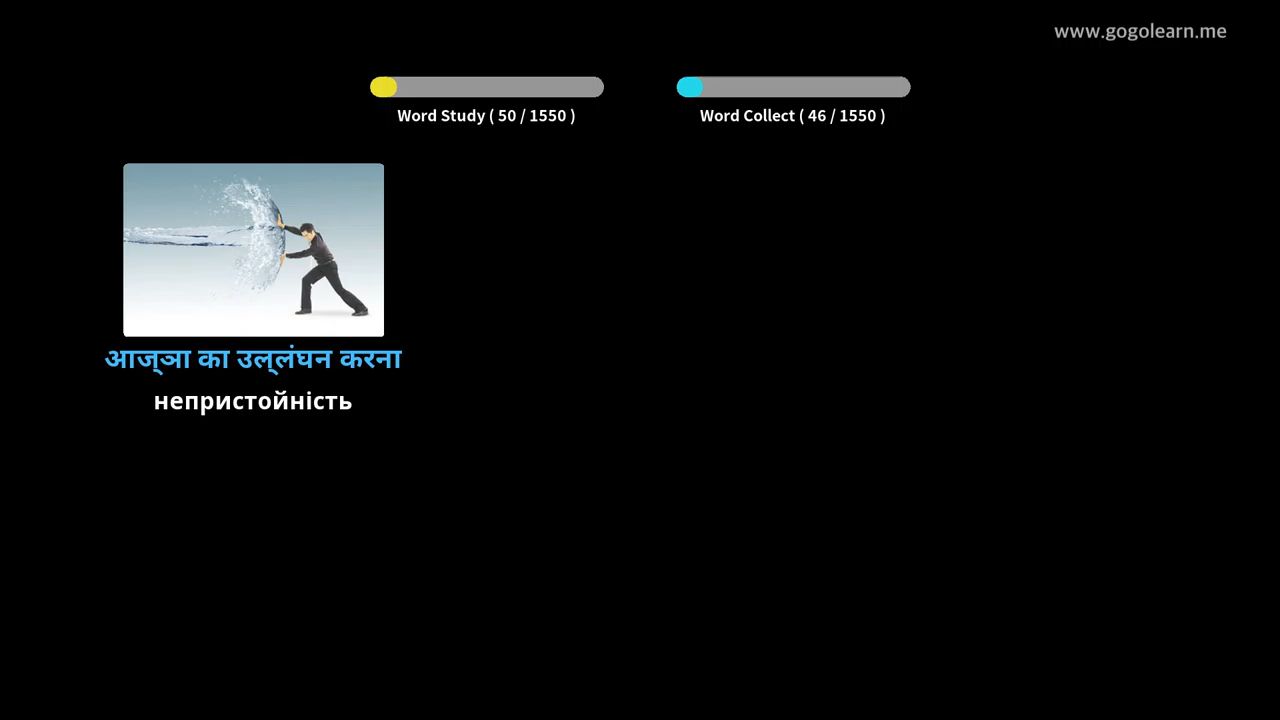 www.gogolearn.me
Word Study ( 50 / 1550 )
Word Collect ( 46 / 1550 )
आज्ञा का उल्लंघन करना
непристойність